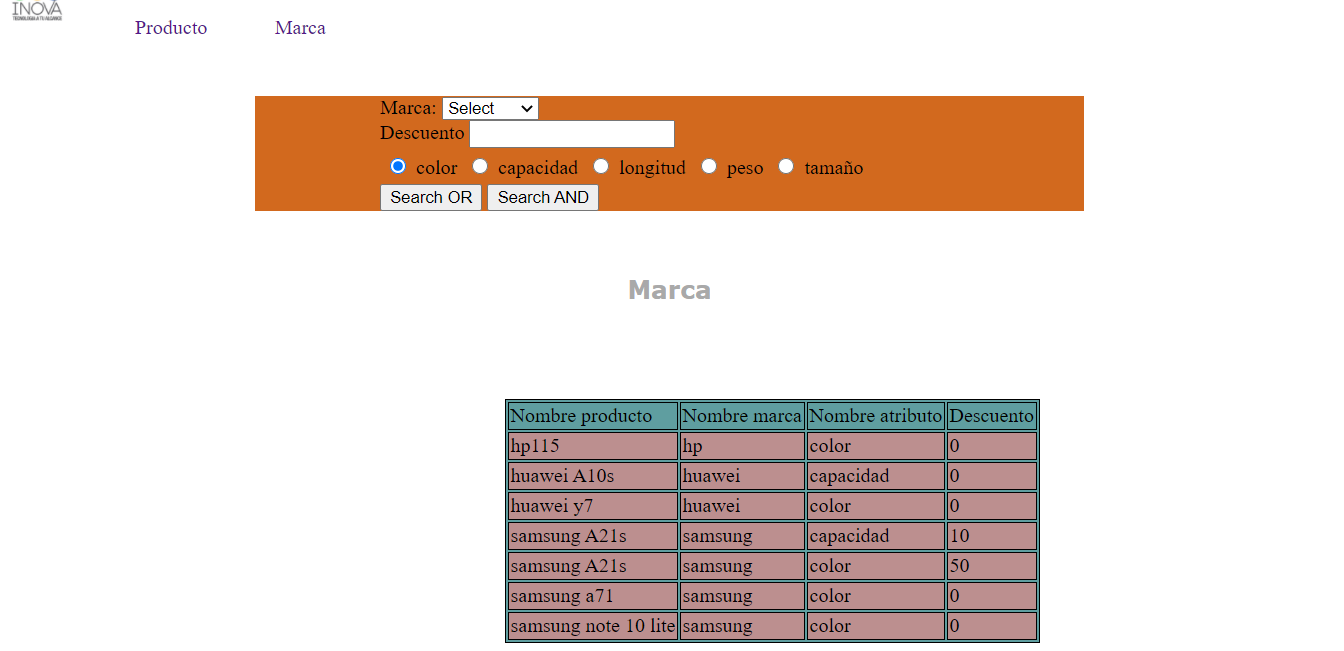 INOVA
TECNOLOGIA A TU ALCANCE
Producto Marca
Marca: Select
Descuento
color capacidad longitud peso tamaño
Search OR Search AND
Marca
Nombre producto Nombre marca Nombre atributo Descuento
hp115 hp color 0
huawei A10s huawei capacidad 0
huawei y7 huawei color 0
samsung A21s samsung capacidad 10
samsung A21s samsung color 50
samsung a71 samsung color 0
samsung note 10 lite samsung color 0